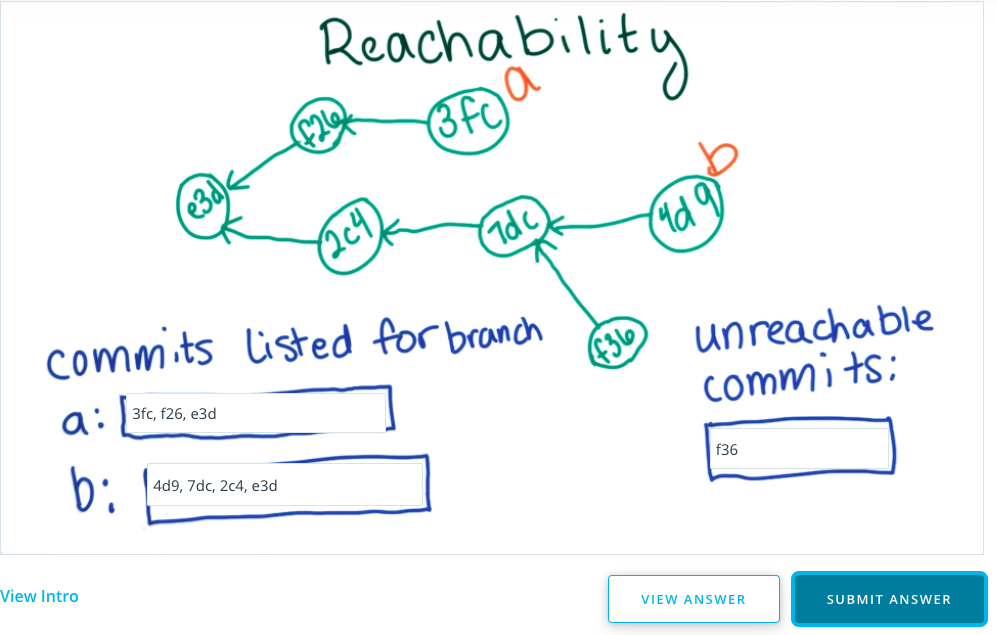 Reachability
a
f26
3fc
b
e3d
2c4
7dc
4d9
f36
commits listed for branch
a:
3fc, f26, e3d
b:
4d9, 7dc, 2c4, e3d
unreachable
commits:
f36
View Intro
VIEW ANSWER
SUBMIT ANSWER